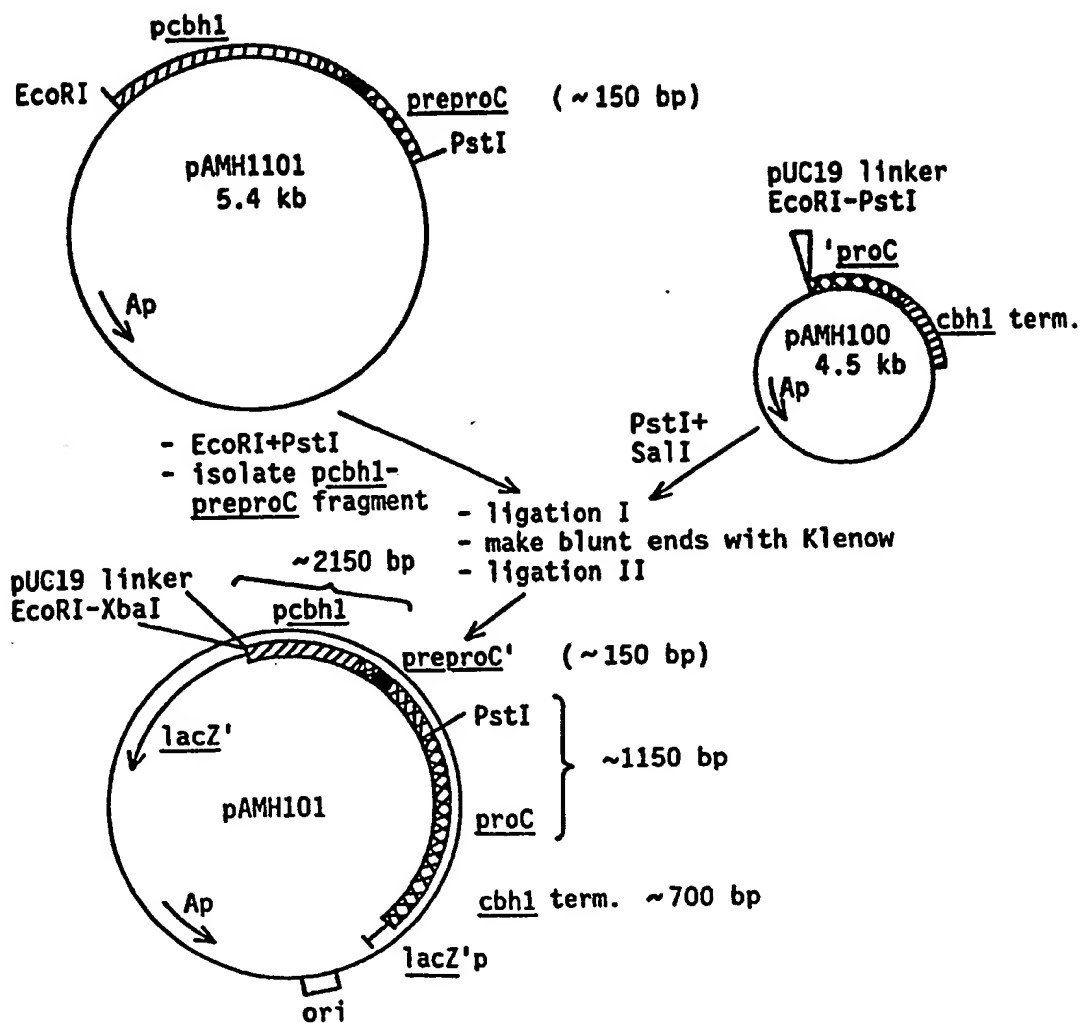 pcbh1
EcoRI
preproC (~150 bp)
PstI
pAMH1101
5.4 kb
Ap
pUC19 linker
EcoRI-PstI
'proC
cbh1 term.
pAMH100
4.5 kb
Ap
- EcoRI+PstI
- isolate pcbh1-
preproC fragment
PstI+
SalI
- ligation I
- make blunt ends with Klenow
- ligation II
~2150 bp
pUC19 linker
EcoRI-XbaI
pcbh1
preproC' (~150 bp)
PstI
lacZ'
~1150 bp
pAMH101
proC
Ap
cbh1 term. ~700 bp
lacZ'p
ori